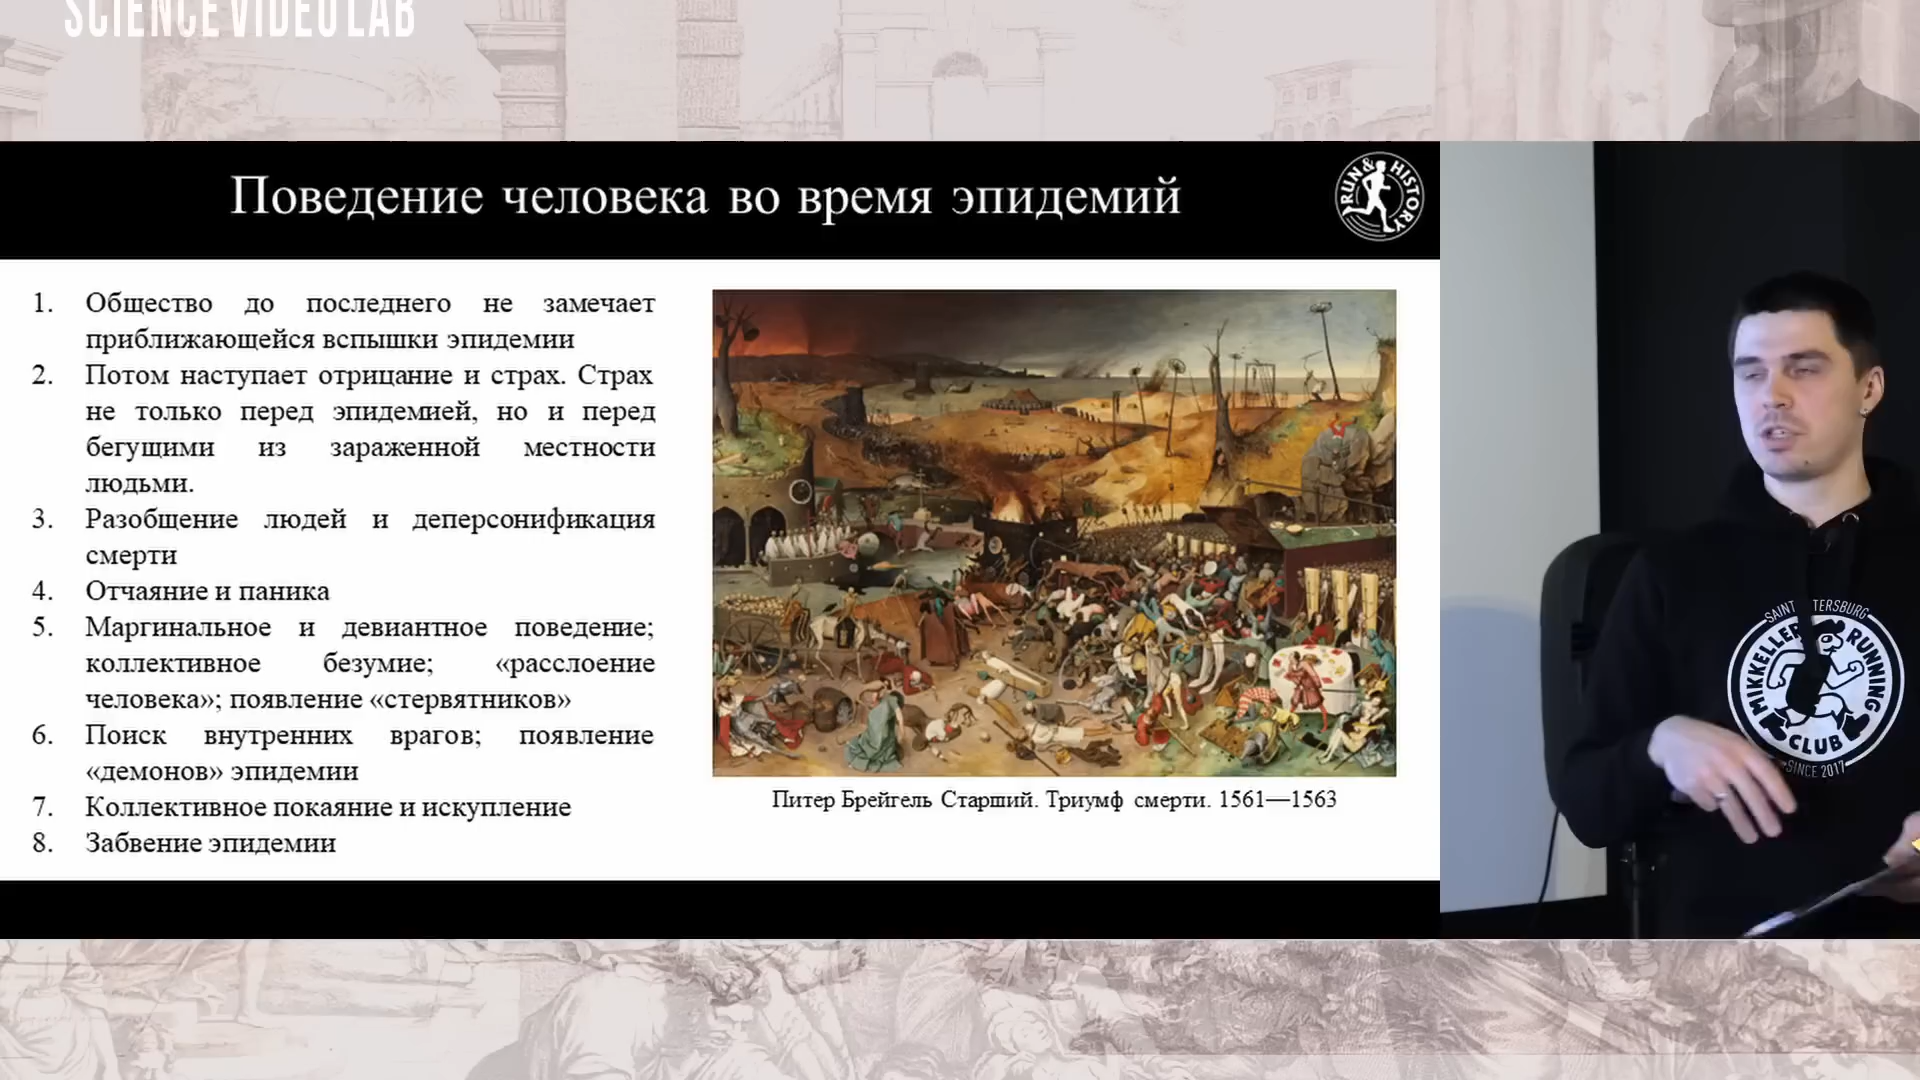 SCIENCE VIDEO LAB
Поведение человека во время эпидемий
RUN & HISTORY
1. Общество до последнего не замечает
приближающейся вспышки эпидемии
2. Потом наступает отрицание и страх. Страх
не только перед эпидемией, но и перед
бегущими из зараженной местности
людьми.
3. Разобщение людей и деперсонификация
смерти
4. Отчаяние и паника
5. Маргинальное и девиантное поведение;
коллективное безумие; «расслоение
человека»; появление «стервятников»
6. Поиск внутренних врагов; появление
«демонов» эпидемии
7. Коллективное покаяние и искупление
8. Забвение эпидемии
Питер Брейгель Старший. Триумф смерти. 1561—1563
SAINT TERSBURG
MIKKELLER RUNNING
CLUB
SINCE 2017